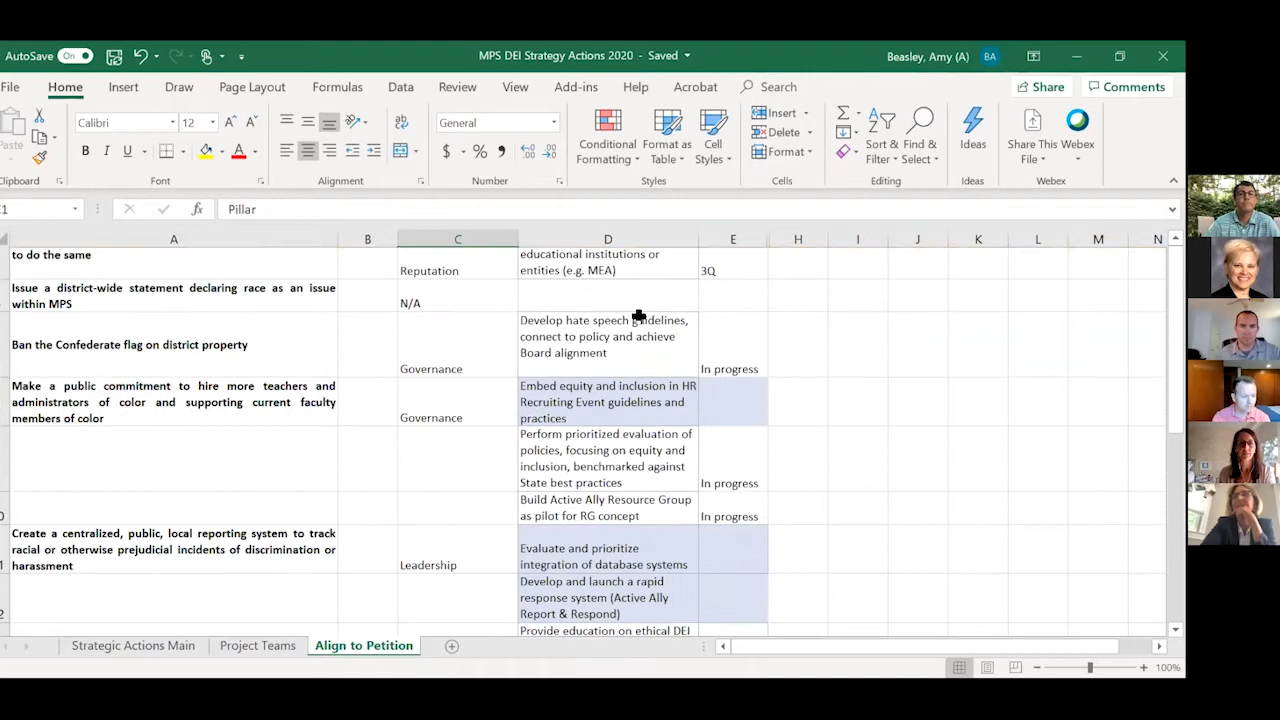 AutoSave On MPS DEI Strategy Actions 2020 - Saved Beasley, Amy (A) BA
File Home Insert Draw Page Layout Formulas Data Review View Add-ins Help Acrobat Search Share Comments
Calibri 12 General Insert
Paste B I U A $ % Conditional Formatting Format as Table Cell Styles Delete Format Sort & Filter Find & Select Ideas Share This File Webex
Clipboard Font Alignment Number Styles Cells Editing Ideas Webex
C1 fx Pillar
A B C D E H I J K L M N
to do the same
Reputation
educational institutions or
entities (e.g. MEA)
3Q
Issue a district-wide statement declaring race as an issue
within MPS
N/A
Ban the Confederate flag on district property
Governance
Develop hate speech guidelines,
connect to policy and achieve
Board alignment
In progress
Make a public commitment to hire more teachers and
administrators of color and supporting current faculty
members of color
Governance
Embed equity and inclusion in HR
Recruiting Event guidelines and
practices
Perform prioritized evaluation of
policies, focusing on equity and
inclusion, benchmarked against
State best practices
In progress
Build Active Ally Resource Group
as pilot for RG concept
In progress
Create a centralized, public, local reporting system to track
racial or otherwise prejudicial incidents of discrimination or
harassment
Leadership
Evaluate and prioritize
integration of database systems
Develop and launch a rapid
response system (Active Ally
Report & Respond)
Provide education on ethical DEI
Strategic Actions Main Project Teams Align to Petition
100%